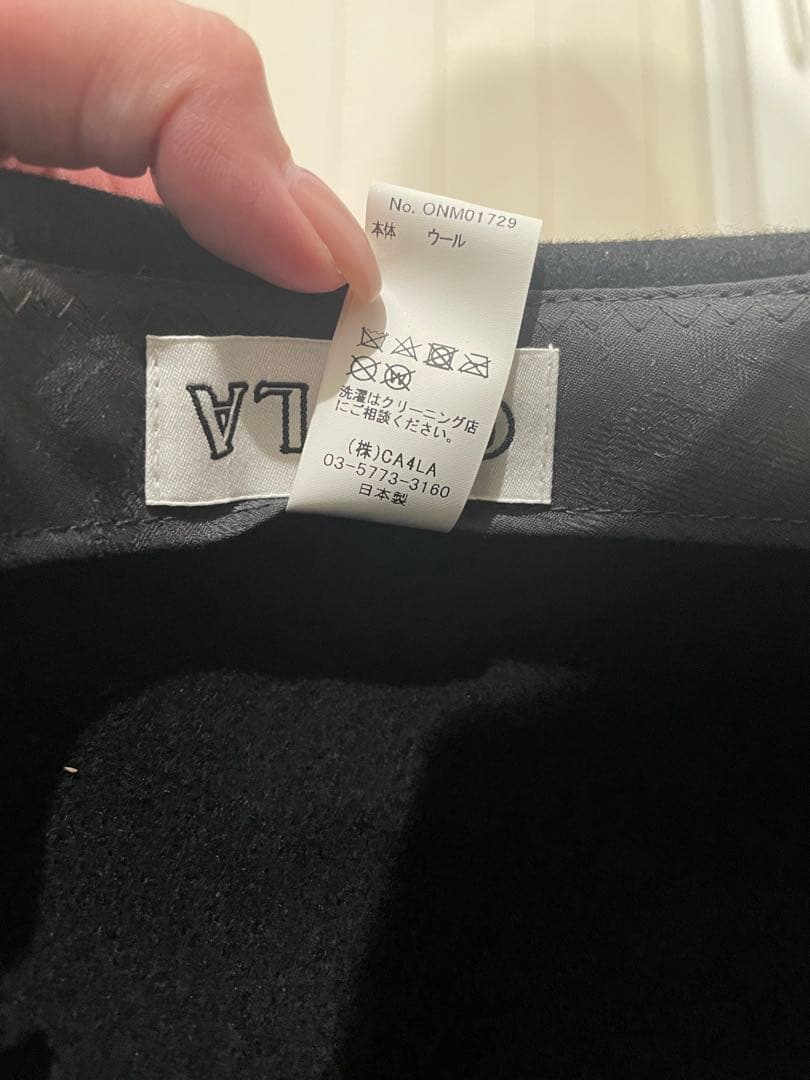 No. ONM01729
本体 ウール
洗濯はクリーニング店
にご相談ください。
(株)CA4LA
03-5773-3160
日本製
LA